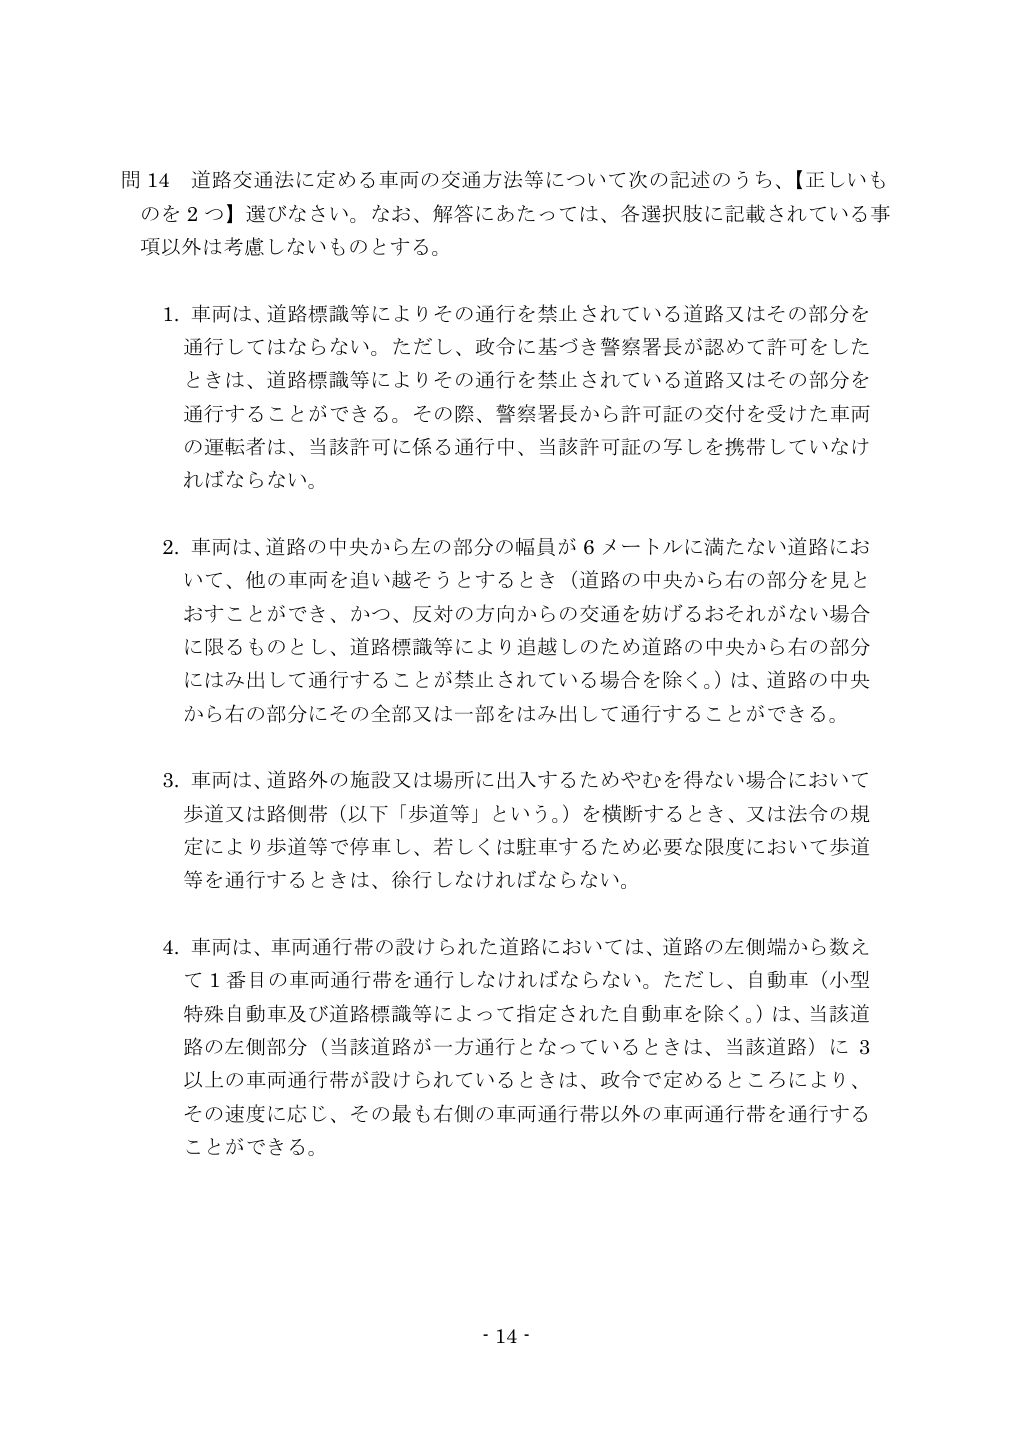 問 14　道路交通法に定める車両の交通方法等について次の記述のうち、【正しいも
のを 2 つ】選びなさい。なお、解答にあたっては、各選択肢に記載されている事
項以外は考慮しないものとする。
1. 車両は、道路標識等によりその通行を禁止されている道路又はその部分を
通行してはならない。ただし、政令に基づき警察署長が認めて許可をした
ときは、道路標識等によりその通行を禁止されている道路又はその部分を
通行することができる。その際、警察署長から許可証の交付を受けた車両
の運転者は、当該許可に係る通行中、当該許可証の写しを携帯していなけ
ればならない。
2. 車両は、道路の中央から左の部分の幅員が 6 メートルに満たない道路にお
いて、他の車両を追い越そうとするとき（道路の中央から右の部分を見と
おすことができ、かつ、反対の方向からの交通を妨げるおそれがない場合
に限るものとし、道路標識等により追越しのため道路の中央から右の部分
にはみ出して通行することが禁止されている場合を除く。）は、道路の中央
から右の部分にその全部又は一部をはみ出して通行することができる。
3. 車両は、道路外の施設又は場所に出入するためやむを得ない場合において
歩道又は路側帯（以下「歩道等」という。）を横断するとき、又は法令の規
定により歩道等で停車し、若しくは駐車するため必要な限度において歩道
等を通行するときは、徐行しなければならない。
4. 車両は、車両通行帯の設けられた道路においては、道路の左側端から数え
て 1 番目の車両通行帯を通行しなければならない。ただし、自動車（小型
特殊自動車及び道路標識等によって指定された自動車を除く。）は、当該道
路の左側部分（当該道路が一方通行となっているときは、当該道路）に 3
以上の車両通行帯が設けられているときは、政令で定めるところにより、
その速度に応じ、その最も右側の車両通行帯以外の車両通行帯を通行する
ことができる。
- 14 -